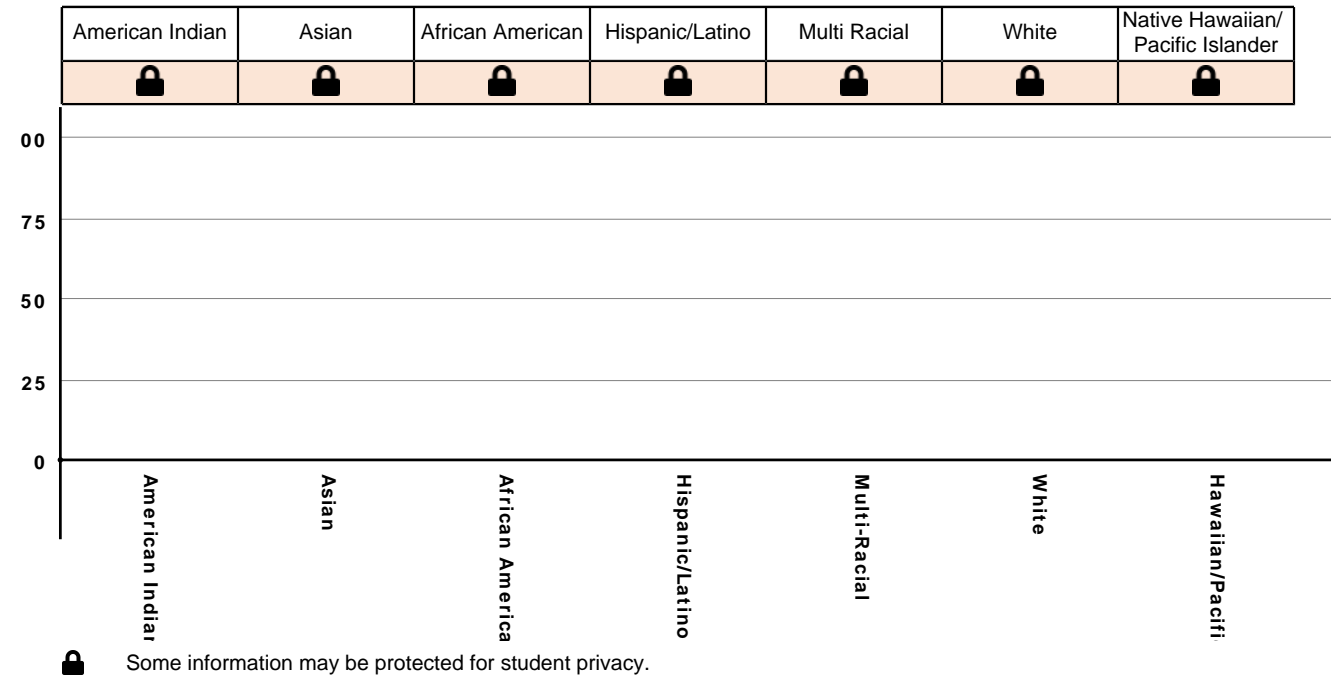 American Indian Asian African American Hispanic/Latino Multi Racial White Native Hawaiian/
Pacific Islander
00
75
50
25
0
American Indian
Asian
African America
Hispanic/Latino
Multi-Racial
White
Hawaiian/Pacifi
Some information may be protected for student privacy.